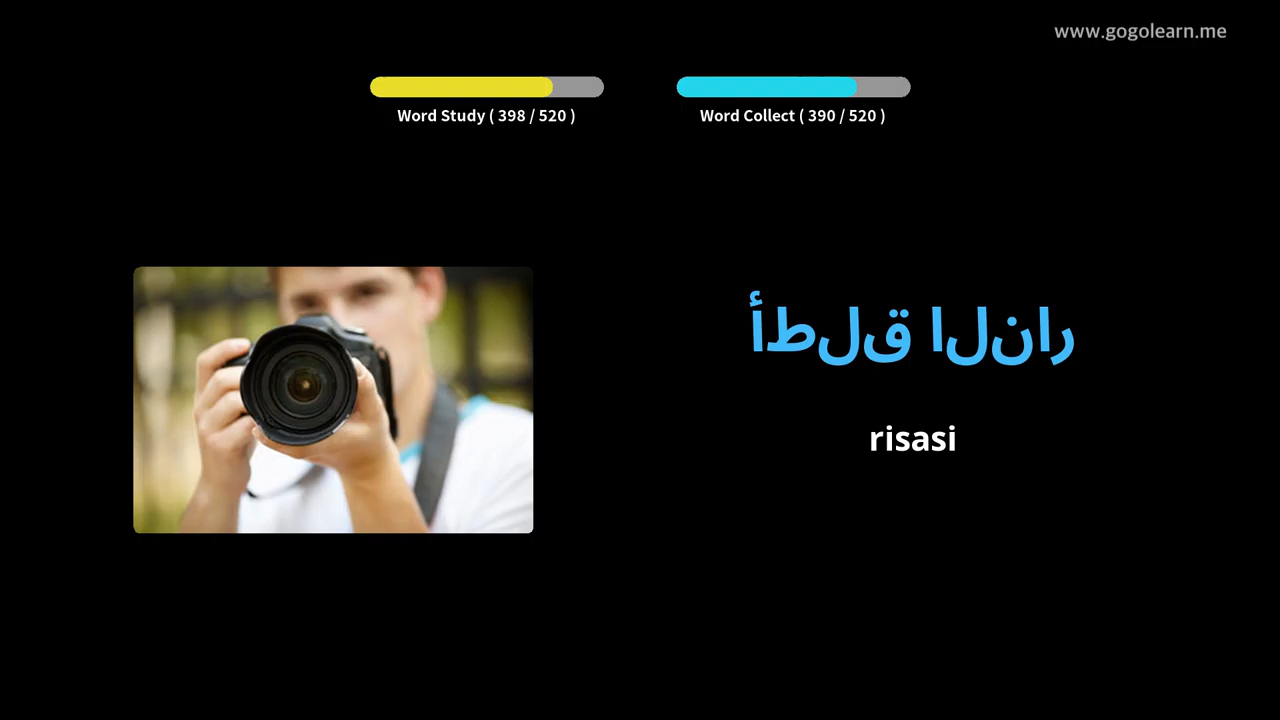 www.gogolearn.me
Word Study ( 398 / 520 )
Word Collect ( 390 / 520 )
أطلق النار
risasi